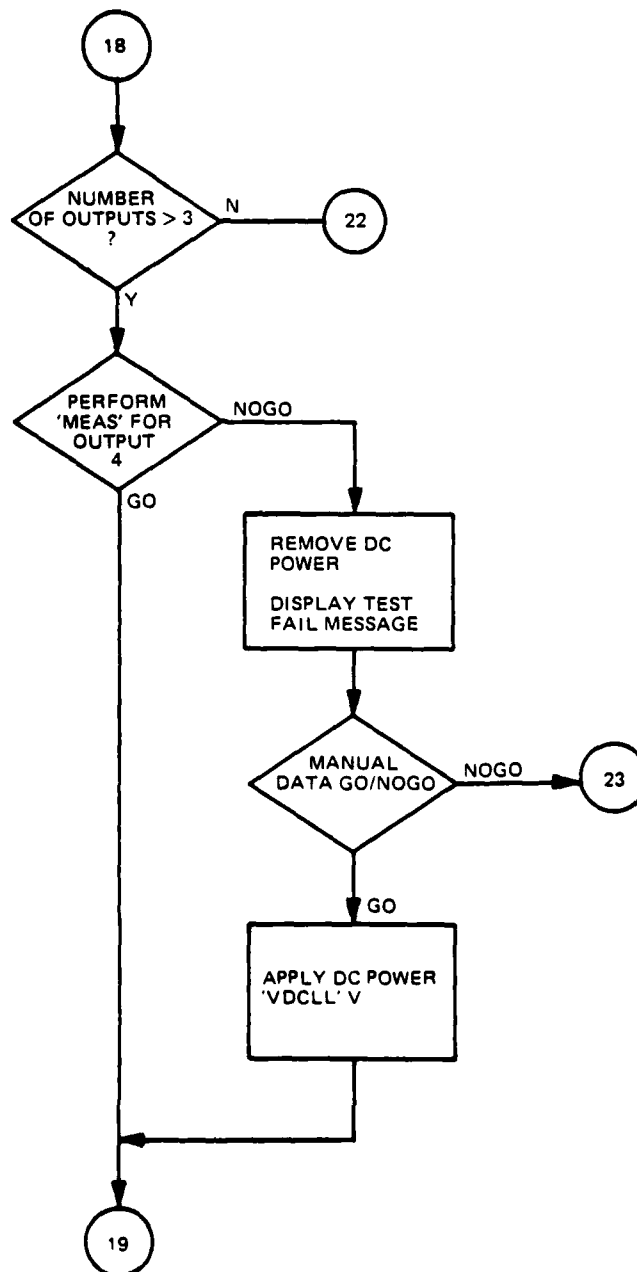 18
NUMBER
OF OUTPUTS > 3
?
N
22
Y
PERFORM
'MEAS' FOR
OUTPUT
4
NOGO
GO
REMOVE DC
POWER
DISPLAY TEST
FAIL MESSAGE
MANUAL
DATA GO/NOGO
NOGO
23
GO
APPLY DC POWER
'VDCLL' V
19